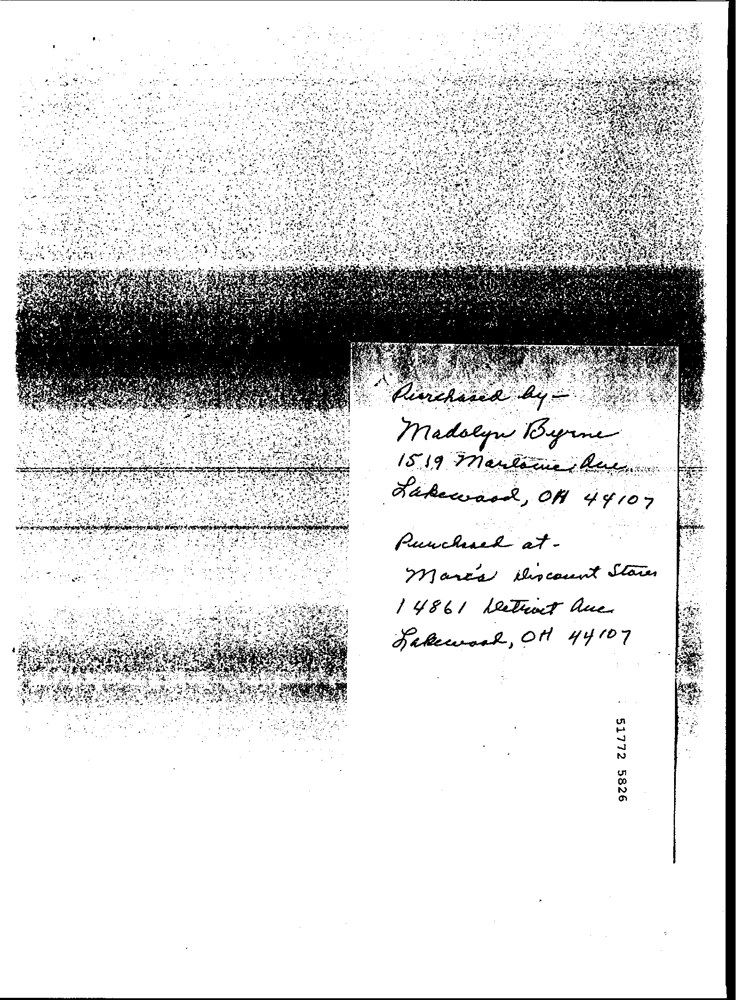 Purchased by -
Madolyn Byrne
1519 Marlowe Ave.
Lakewood, OH 44107
Purchased at -
Marc's Discount Stores
14861 Detroit Ave
Lakewood, OH 44107
51772 5826